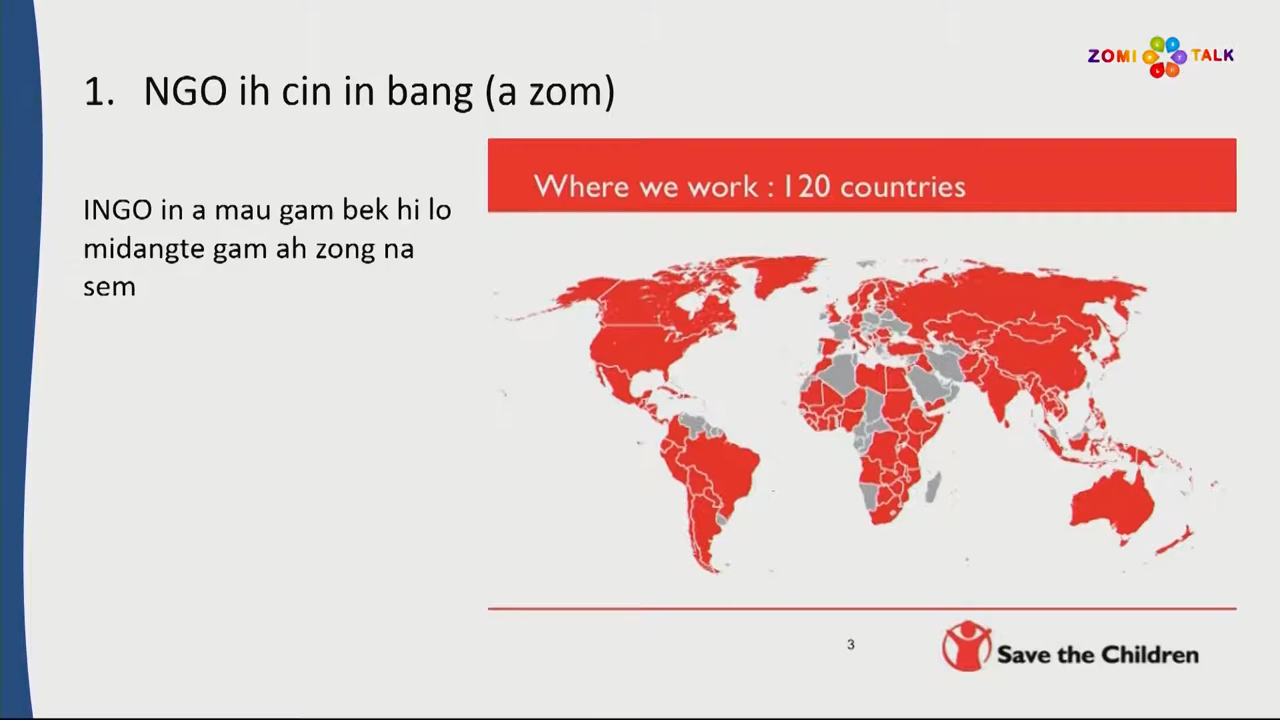 ZOMI TALK
1. NGO ih cin in bang (a zom)
INGO in a mau gam bek hi lo
midangte gam ah zong na
sem
Where we work : 120 countries
3
Save the Children